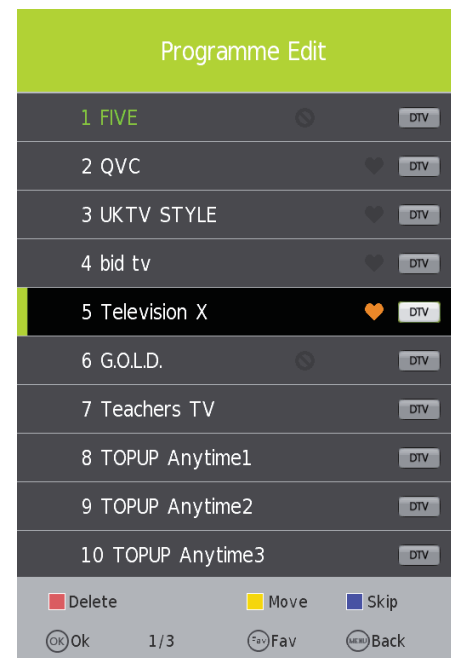 Programme Edit
1 FIVE DTV
2 QVC DTV
3 UKTV STYLE DTV
4 bid tv DTV
5 Television X DTV
6 G.O.L.D. DTV
7 Teachers TV DTV
8 TOPUP Anytime1 DTV
9 TOPUP Anytime2 DTV
10 TOPUP Anytime3 DTV
Delete Move Skip
OK Ok 1/3 Fav Fav MENU Back